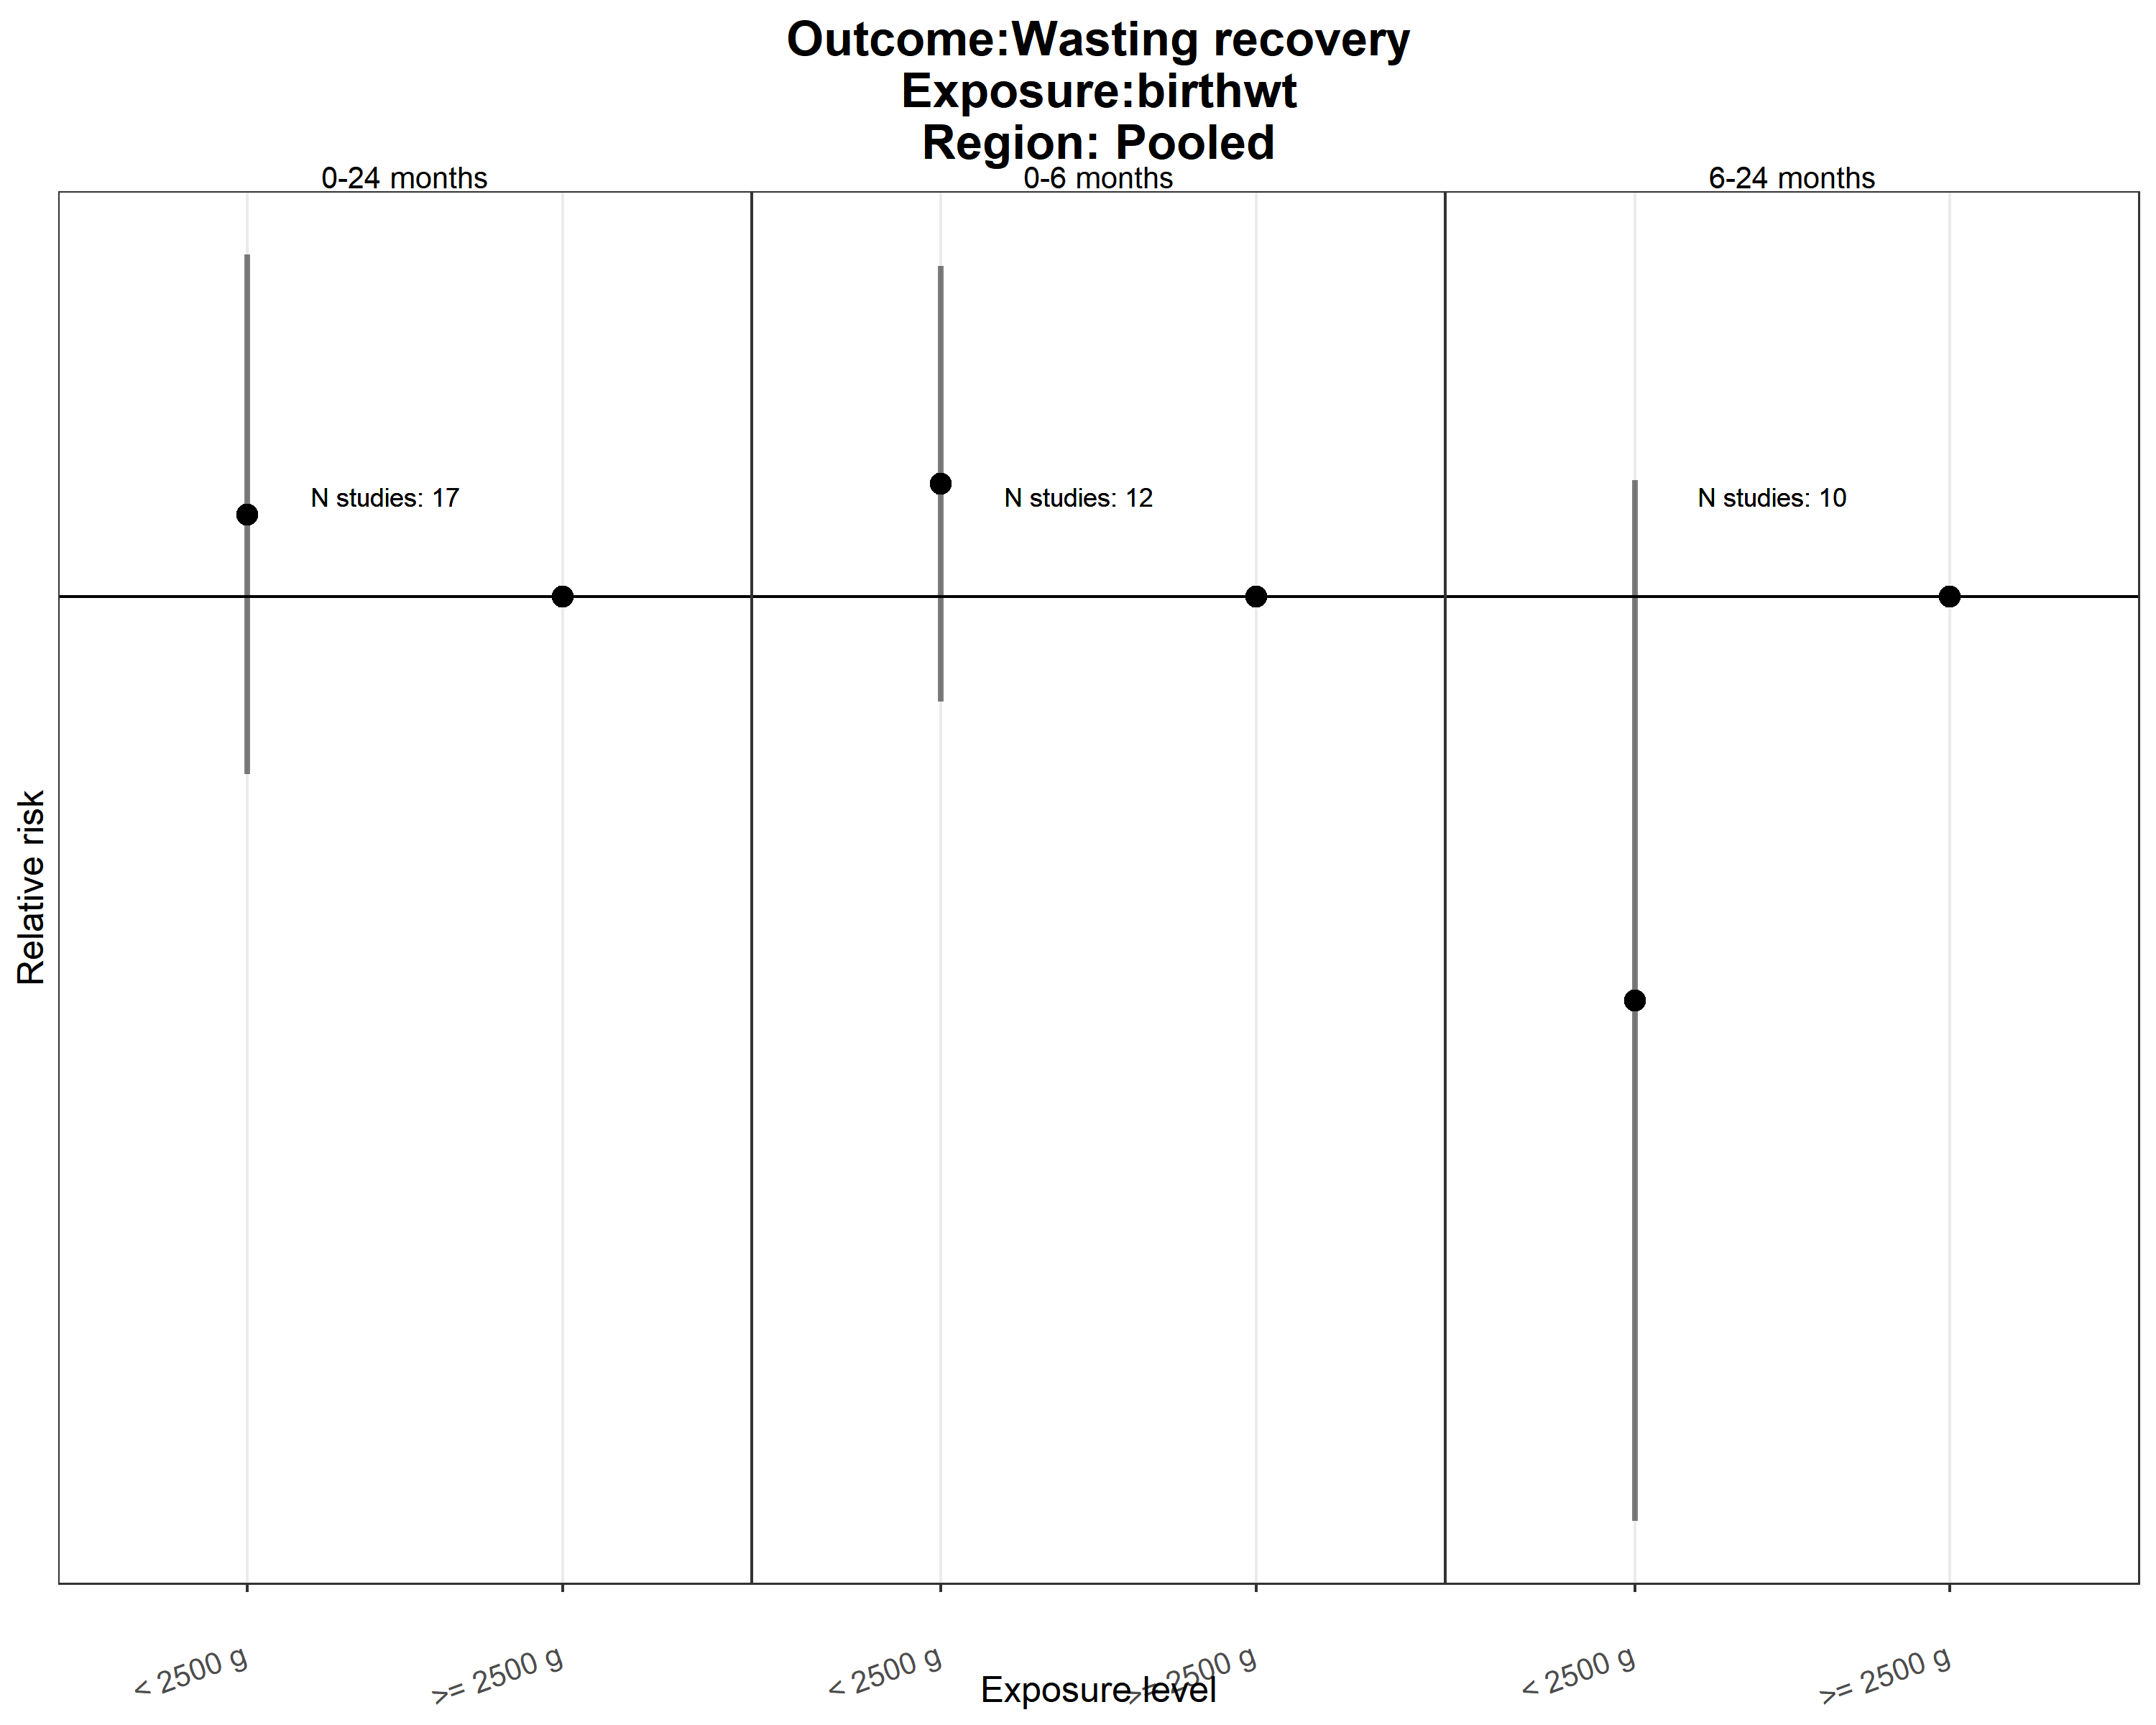 Outcome:Wasting recovery
Exposure:birthwt
Region: Pooled
0-24 months
0-6 months
6-24 months
N studies: 17
N studies: 12
N studies: 10
Relative risk
< 2500 g
>= 2500 g
< 2500 g
>= 2500 g
< 2500 g
>= 2500 g
Exposure level